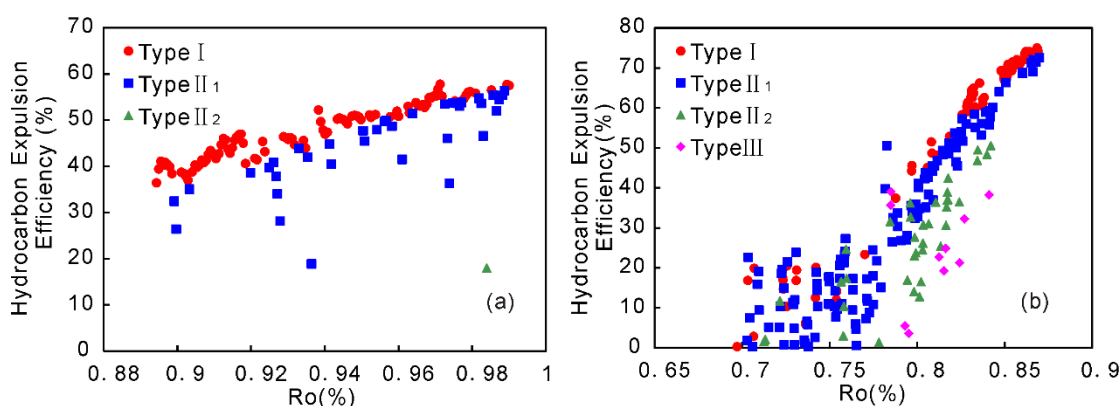 70
60
50
40
30
20
10
0
Hydrocarbon Expulsion
Efficiency (%)
Type Ⅰ
Type Ⅱ1
Type Ⅱ2
(a)
0.88 0.9 0.92 0.94 0.96 0.98 1
Ro(%)
80
70
60
50
40
30
20
10
0
Hydrocarbon Expulsion
Efficiency(%)
Type Ⅰ
Type Ⅱ1
Type Ⅱ2
Type Ⅲ
(b)
0.65 0.7 0.75 0.8 0.85 0.9
Ro(%)